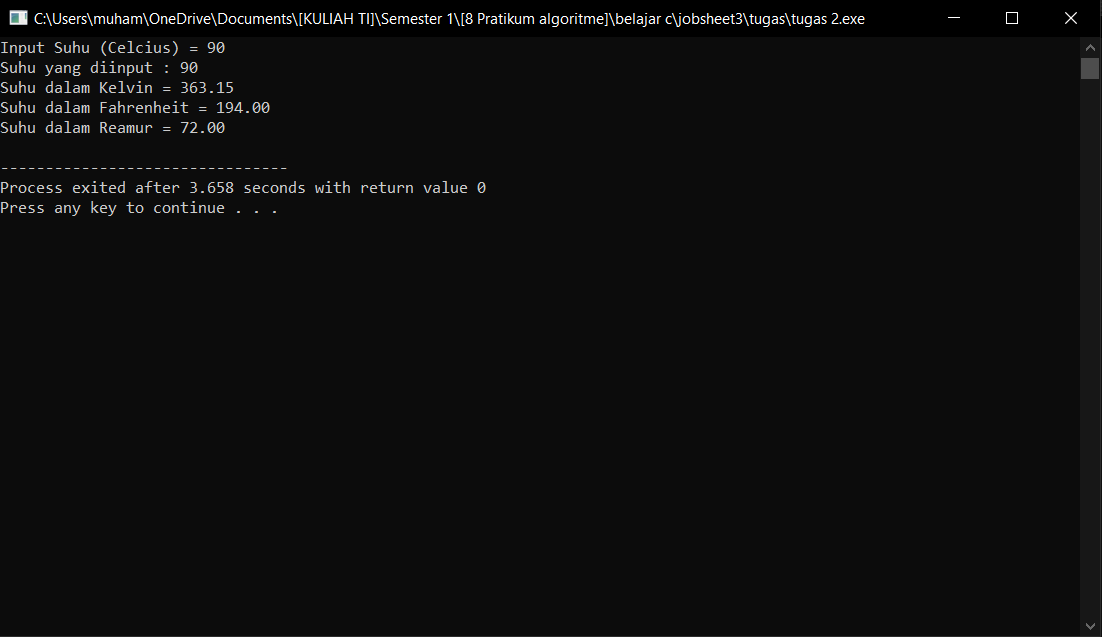 C:\Users\muham\OneDrive\Documents\[KULIAH TI]\Semester 1\[8 Pratikum algoritme]\belajar c\jobsheet3\tugas\tugas 2.exe
Input Suhu (Celcius) = 90
Suhu yang diinput : 90
Suhu dalam Kelvin = 363.15
Suhu dalam Fahrenheit = 194.00
Suhu dalam Reamur = 72.00
--------------------------------
Process exited after 3.658 seconds with return value 0
Press any key to continue . . .